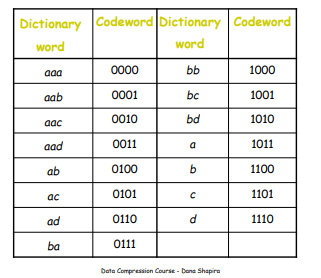 Dictionary word Codeword Dictionary word Codeword
aaa 0000 bb 1000
aab 0001 bc 1001
aac 0010 bd 1010
aad 0011 a 1011
ab 0100 b 1100
ac 0101 c 1101
ad 0110 d 1110
ba 0111
Data Compression Course - Dana Shapira